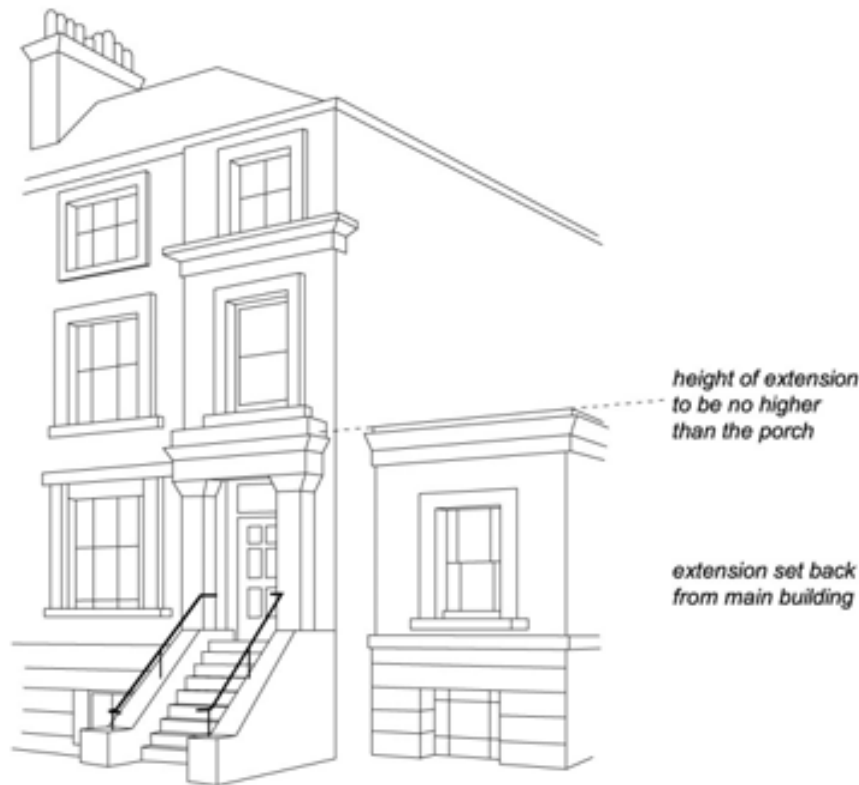 height of extension
to be no higher
than the porch
extension set back
from main building